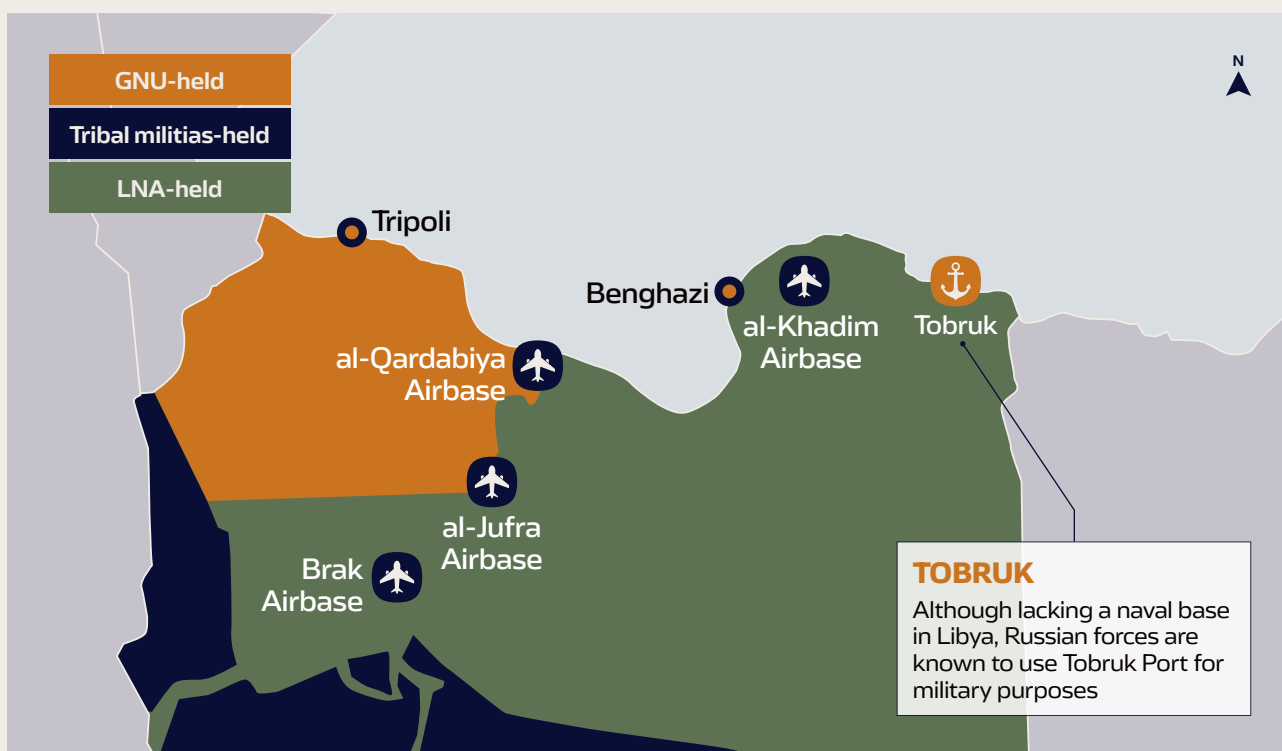 GNU-held
Tribal militias-held
LNA-held
N
Tripoli
Benghazi
al-Khadim
Airbase
Tobruk
al-Qardabiya
Airbase
al-Jufra
Airbase
Brak
Airbase
TOBRUK
Although lacking a naval base
in Libya, Russian forces are
known to use Tobruk Port for
military purposes